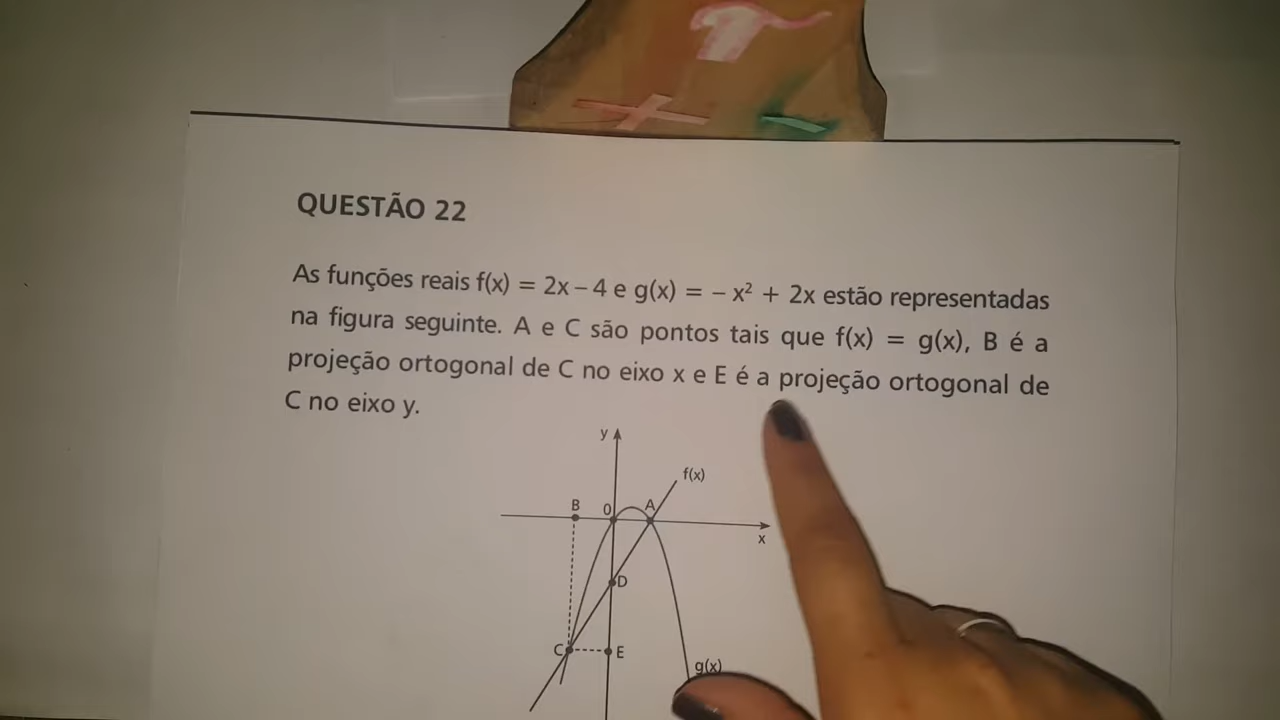 QUESTÃO 22
As funções reais f(x) = 2x – 4 e g(x) = – x² + 2x estão representadas
na figura seguinte. A e C são pontos tais que f(x) = g(x), B é a
projeção ortogonal de C no eixo x e E é a projeção ortogonal de
C no eixo y.
y
f(x)
B 0 A
x
D
C E
g(x)